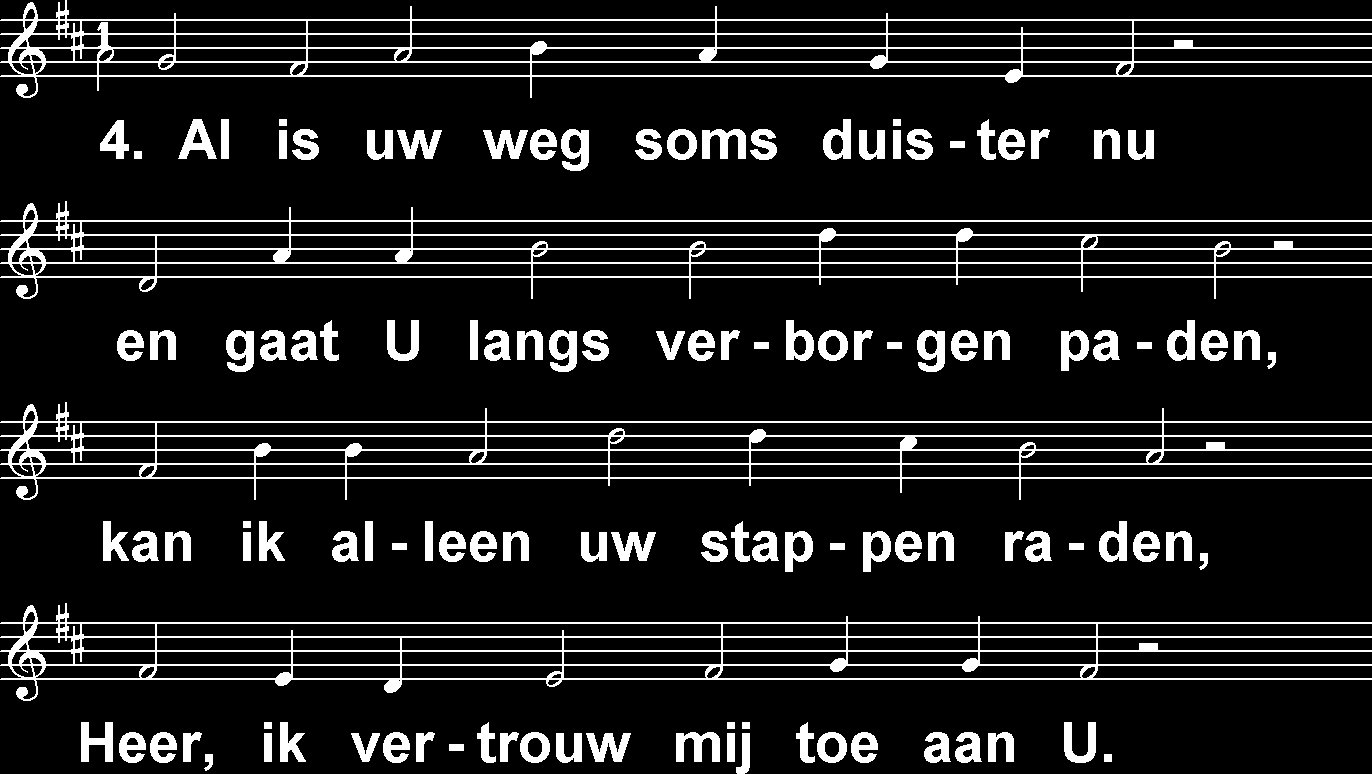 1
4. Al is uw weg soms duis - ter nu
en gaat U langs ver - bor - gen pa - den,
kan ik al - leen uw stap - pen ra - den,
Heer, ik ver - trouw mij toe aan U.